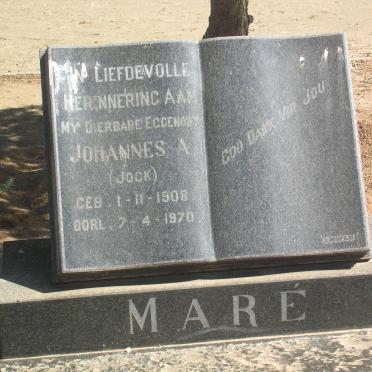 IN LIEFDEVOLLE
HERINNERING AAN
MY DIERBARE EGGENOOT
JOHANNES A.
(JOCK)
GEB. 1-11-1908
OORL. 7-4-1970
GOD DANK VIR JOU
MARÉ